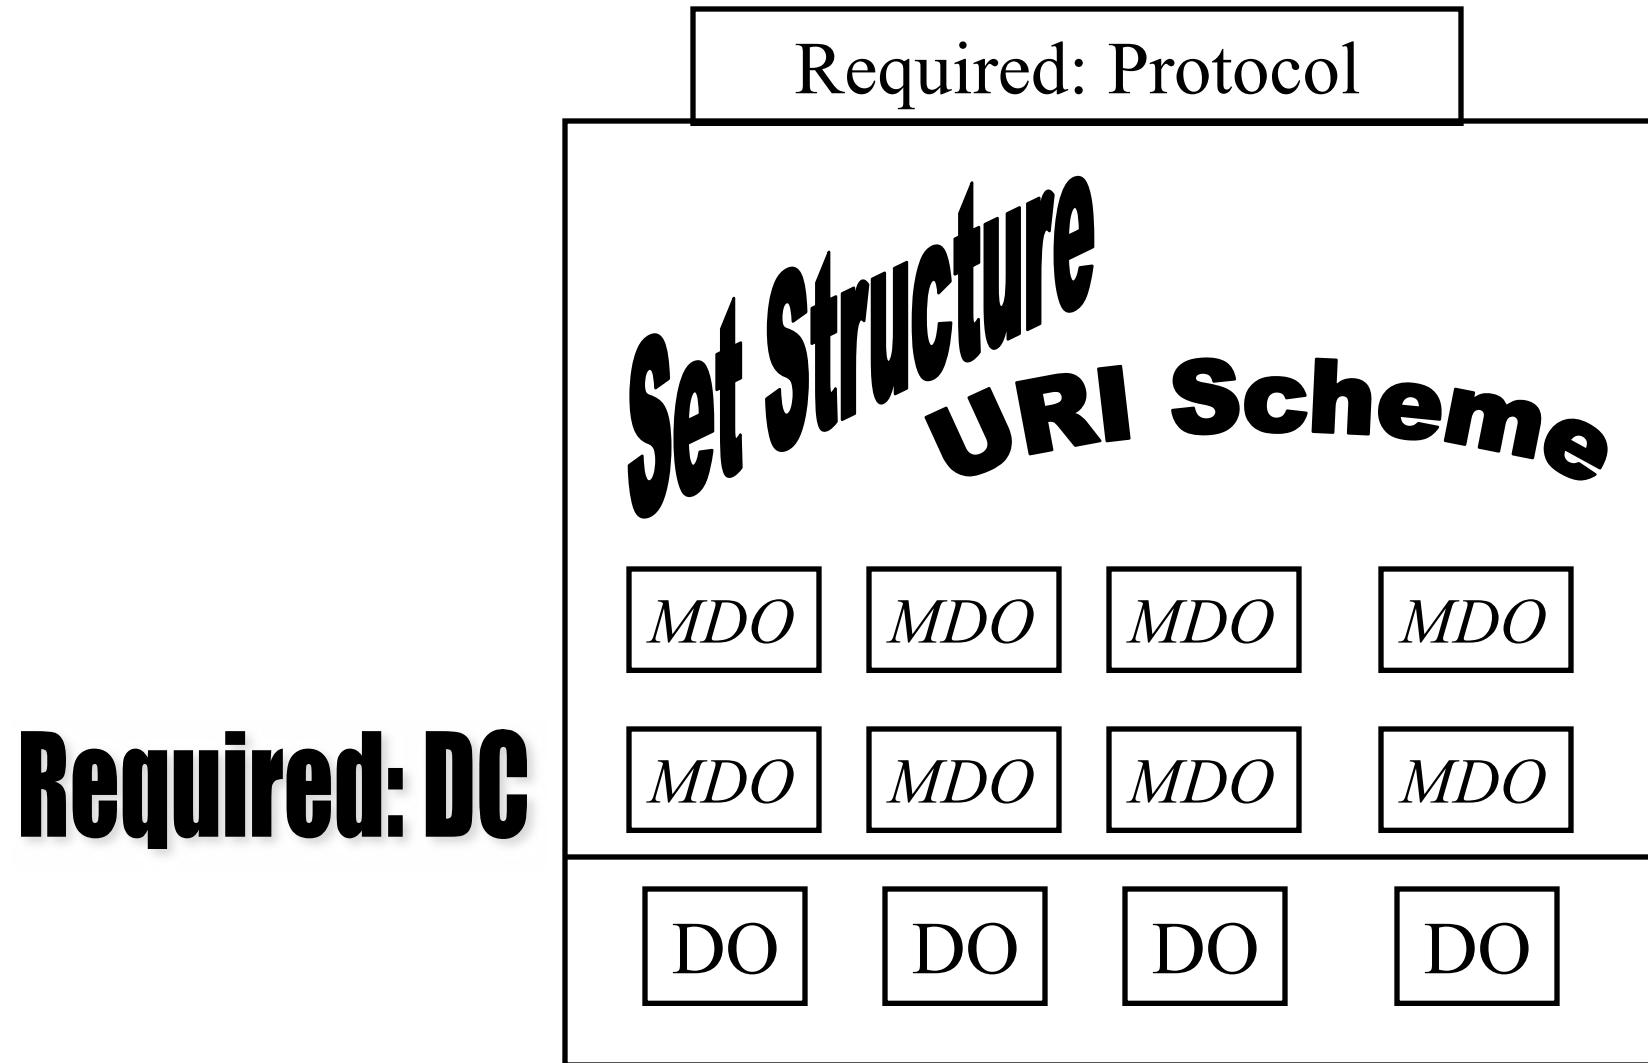 Required: Protocol
Set Structure
URI Scheme
MDO MDO MDO MDO
Required: DC
MDO MDO MDO MDO
DO DO DO DO